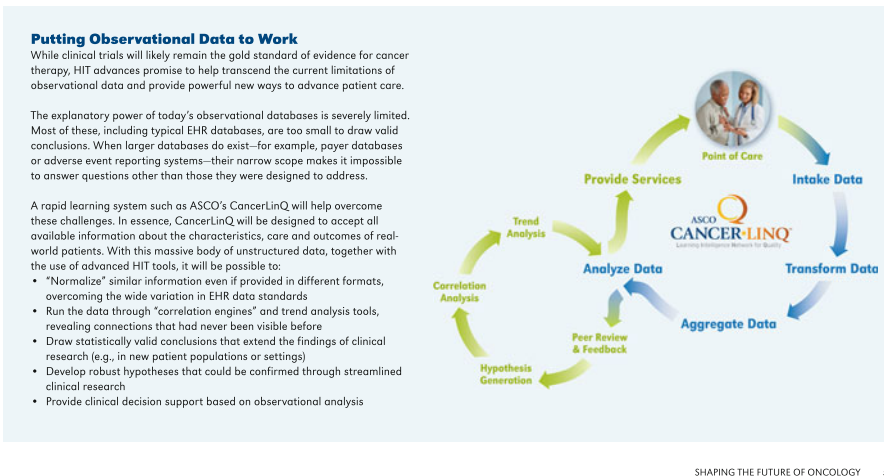 Putting Observational Data to Work
While clinical trials will likely remain the gold standard of evidence for cancer
therapy, HIT advances promise to help transcend the current limitations of
observational data and provide powerful new ways to advance patient care.
The explanatory power of today's observational databases is severely limited.
Most of these, including typical EHR databases, are too small to draw valid
conclusions. When larger databases do exist—for example, payer databases
or adverse event reporting systems—their narrow scope makes it impossible
to answer questions other than those they were designed to address.
A rapid learning system such as ASCO's CancerLinQ will help overcome
these challenges. In essence, CancerLinQ will be designed to accept all
available information about the characteristics, care and outcomes of real-
world patients. With this massive body of unstructured data, together with
the use of advanced HIT tools, it will be possible to:
• "Normalize" similar information even if provided in different formats,
overcoming the wide variation in EHR data standards
• Run the data through "correlation engines" and trend analysis tools,
revealing connections that had never been visible before
• Draw statistically valid conclusions that extend the findings of clinical
research (e.g., in new patient populations or settings)
• Develop robust hypotheses that could be confirmed through streamlined
clinical research
• Provide clinical decision support based on observational analysis
Point of Care
Provide Services
Intake Data
ASCO
CANCER·LINQ™
Learning Intelligence Network for Quality
Trend
Analysis
Analyze Data
Transform Data
Correlation
Analysis
Aggregate Data
Peer Review
& Feedback
Hypothesis
Generation
SHAPING THE FUTURE OF ONCOLOGY